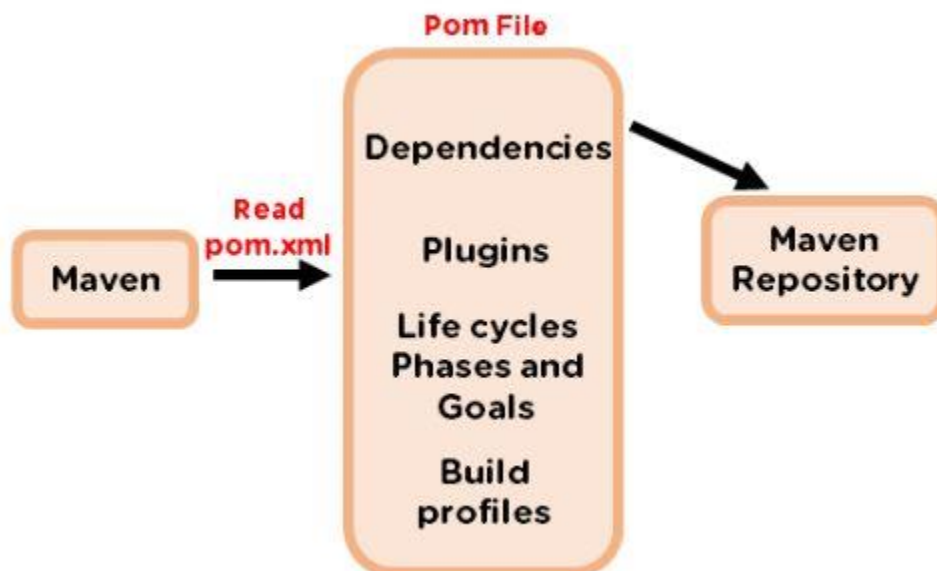 Pom File
Dependencies
Read
pom.xml
Maven
Plugins
Maven
Repository
Life cycles
Phases and
Goals
Build
profiles